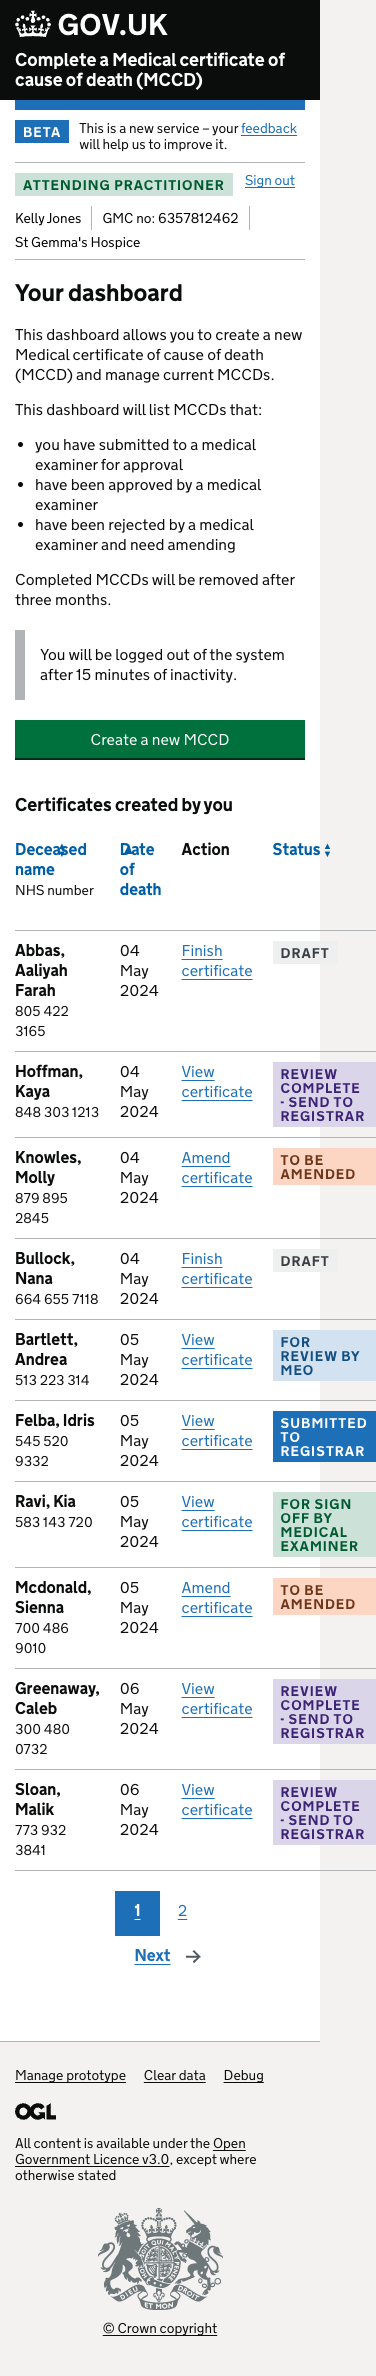 GOV.UK
Complete a Medical certificate of
cause of death (MCCD)
BETA
This is a new service – your feedback
will help us to improve it.
ATTENDING PRACTITIONER
Sign out
Kelly Jones
GMC no: 6357812462
St Gemma's Hospice
Your dashboard
This dashboard allows you to create a new
Medical certificate of cause of death
(MCCD) and manage current MCCDs.
This dashboard will list MCCDs that:
• you have submitted to a medical
examiner for approval
• have been approved by a medical
examiner
• have been rejected by a medical
examiner and need amending
Completed MCCDs will be removed after
three months.
You will be logged out of the system
after 15 minutes of inactivity.
Create a new MCCD
Certificates created by you
Deceased
name
NHS number
Date
of
death
Action
Status
Abbas,
Aaliyah
Farah
805 422
3165
04
May
2024
Finish
certificate
DRAFT
Hoffman,
Kaya
848 303 1213
04
May
2024
View
certificate
REVIEW
COMPLETE
- SEND TO
REGISTRAR
Knowles,
Molly
879 895
2845
04
May
2024
Amend
certificate
TO BE
AMENDED
Bullock,
Nana
664 655 7118
04
May
2024
Finish
certificate
DRAFT
Bartlett,
Andrea
513 223 314
05
May
2024
View
certificate
FOR
REVIEW BY
MEO
Felba, Idris
545 520
9332
05
May
2024
View
certificate
SUBMITTED
TO
REGISTRAR
Ravi, Kia
583 143 720
05
May
2024
View
certificate
FOR SIGN
OFF BY
MEDICAL
EXAMINER
Mcdonald,
Sienna
700 486
9010
05
May
2024
Amend
certificate
TO BE
AMENDED
Greenaway,
Caleb
300 480
0732
06
May
2024
View
certificate
REVIEW
COMPLETE
- SEND TO
REGISTRAR
Sloan,
Malik
773 932
3841
06
May
2024
View
certificate
REVIEW
COMPLETE
- SEND TO
REGISTRAR
1
2
Next →
Manage prototype
Clear data
Debug
OGL
All content is available under the Open
Government Licence v3.0, except where
otherwise stated
DIEU ET MON DROIT
© Crown copyright